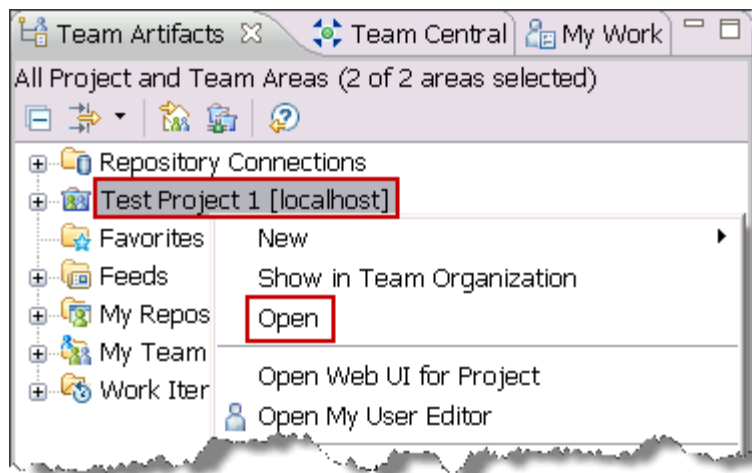 Team Artifacts Team Central My Work
All Project and Team Areas (2 of 2 areas selected)
Repository Connections
Test Project 1 [localhost]
Favorites
Feeds
My Repos
My Team
Work Iter
New
Show in Team Organization
Open
Open Web UI for Project
Open My User Editor